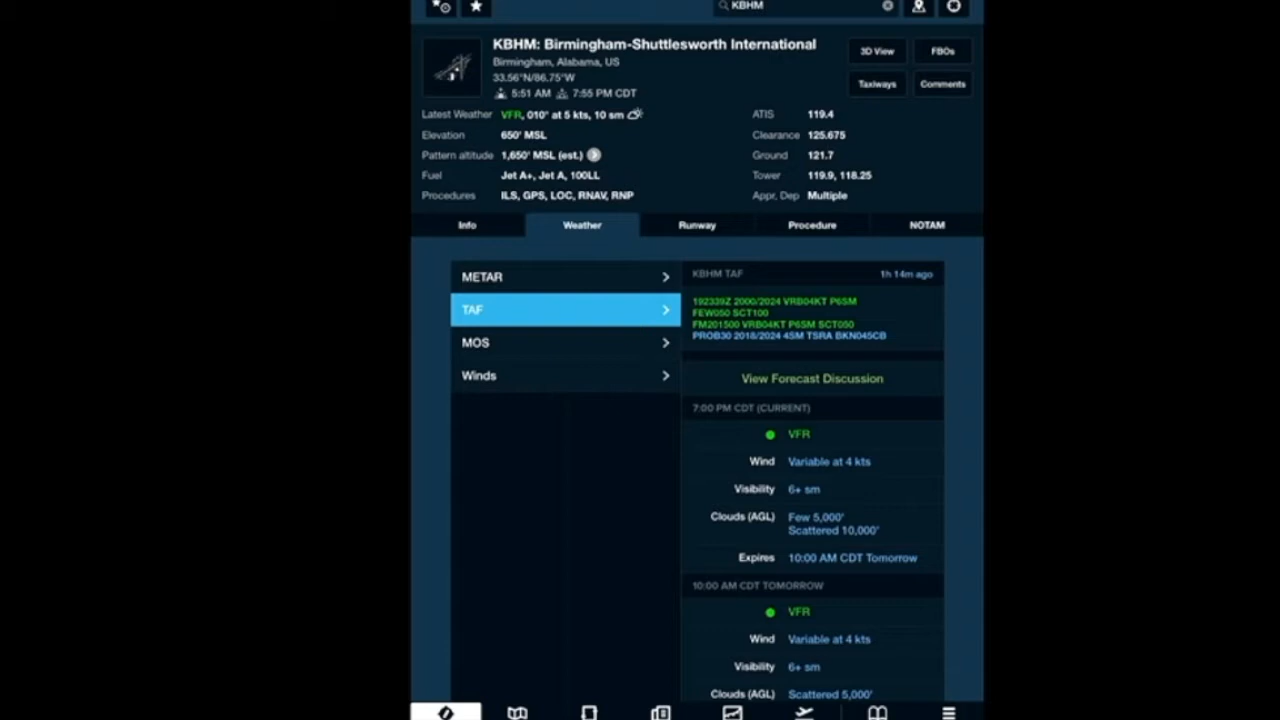 KBHM
KBHM: Birmingham-Shuttlesworth International
Birmingham, Alabama, US
33.56°N/86.75°W
5:51 AM 7:55 PM CDT
3D View
FBOs
Taxiways
Comments
Latest Weather VFR, 010° at 5 kts, 10 sm
Elevation 650' MSL
Pattern altitude 1,650' MSL (est.)
Fuel Jet A+, Jet A, 100LL
Procedures ILS, GPS, LOC, RNAV, RNP
ATIS 119.4
Clearance 125.675
Ground 121.7
Tower 119.9, 118.25
Appr, Dep Multiple
Info Weather Runway Procedure NOTAM
METAR
TAF
MOS
Winds
KBHM TAF 1h 14m ago
192339Z 2000/2024 VRB04KT P6SM
FEW050 SCT100
FM201500 VRB04KT P6SM SCT050
PROB30 2018/2024 4SM TSRA BKN045CB
View Forecast Discussion
7:00 PM CDT (CURRENT)
VFR
Wind Variable at 4 kts
Visibility 6+ sm
Clouds (AGL) Few 5,000'
Scattered 10,000'
Expires 10:00 AM CDT Tomorrow
10:00 AM CDT TOMORROW
VFR
Wind Variable at 4 kts
Visibility 6+ sm
Clouds (AGL) Scattered 5,000'